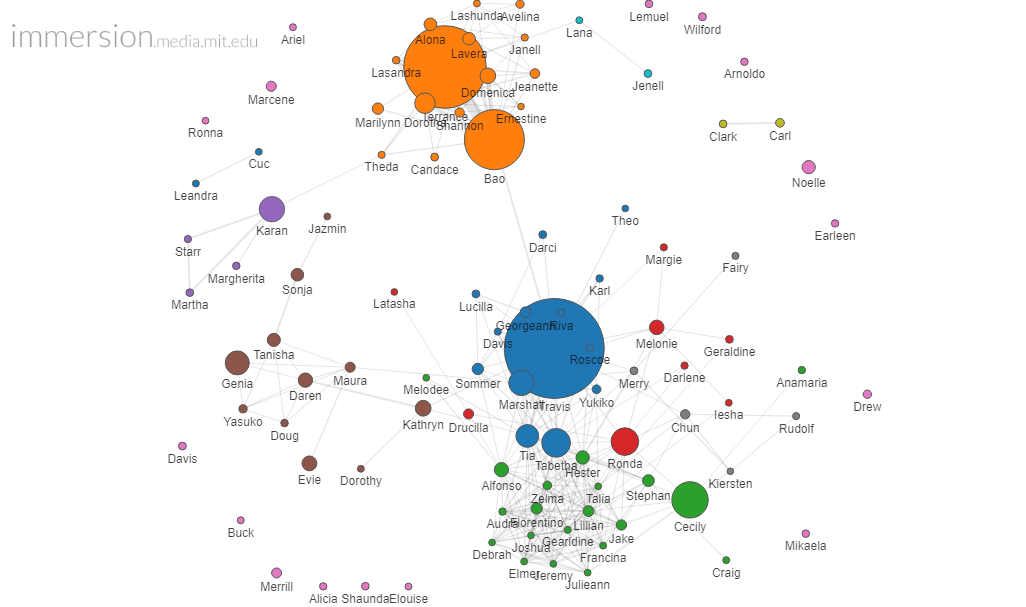 immersion.media.mit.edu
Lashunda
Avelina
Lemuel
Wilford
Lana
Ariel
Alona
Janell
Lavera
Lasandra
Arnoldo
Jenell
Domenica
Jeanette
Marcene
Terrance
Ernestine
Marilynn
Dorothea
Shannon
Ronna
Clark
Carl
Cuc
Theda
Candace
Bao
Noelle
Leandra
Karan
Jazmin
Theo
Earleen
Starr
Darci
Margie
Fairy
Margherita
Sonja
Karl
Martha
Latasha
Lucilla
Georgeann
Riva
Davis
Melonie
Geraldine
Tanisha
Roscoe
Genia
Maura
Melodee
Sommer
Merry
Darlene
Anamaria
Daren
Marshall
Travis
Yukiko
Drew
Yasuko
Doug
Kathryn
Drucilla
Iesha
Chun
Rudolf
Tia
Tabetha
Ronda
Davis
Evie
Dorothy
Hester
Kiersten
Alfonso
Zelma
Talia
Stephan
Audra
Florentino
Lilian
Cecily
Buck
Joshua
Gearldine
Jake
Mikaela
Debrah
Francina
Elmer
Jeremy
Julieann
Craig
Merrill
Alicia
Shaunda
Elouise